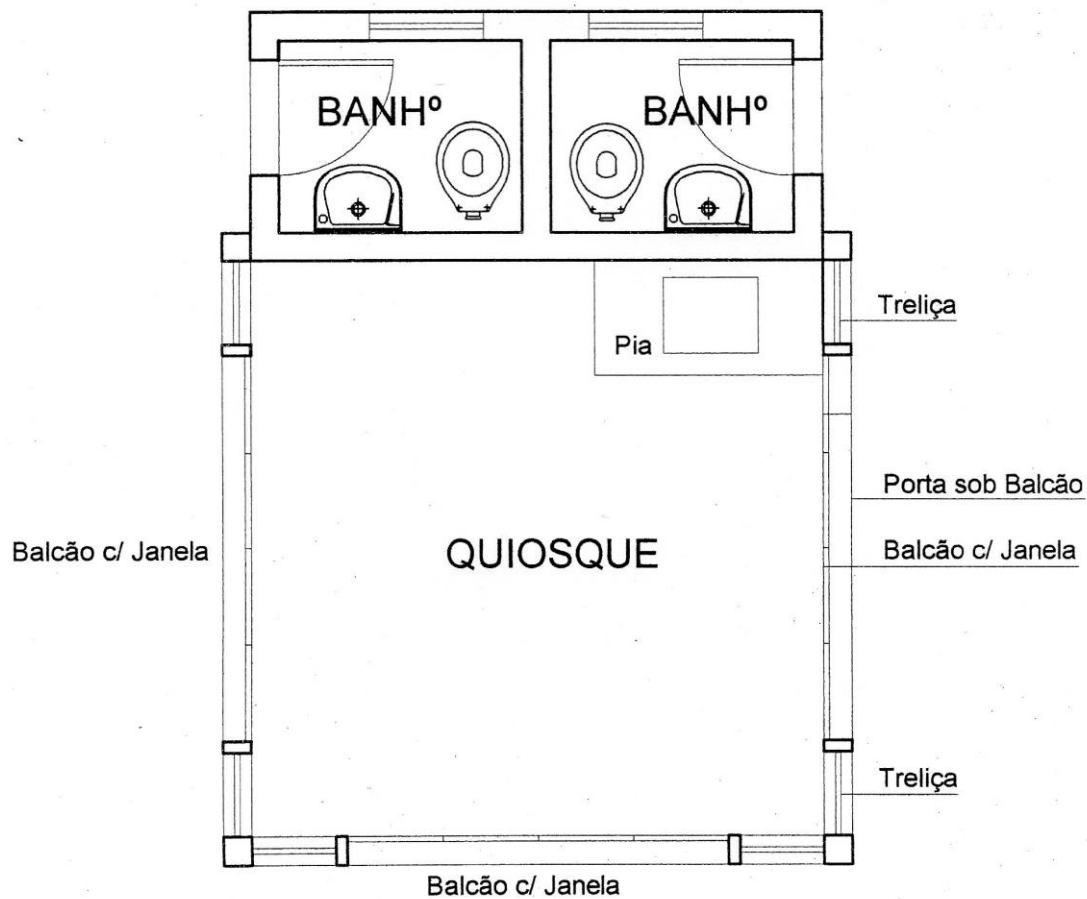 BANHº
BANHº
Treliça
Pia
Porta sob Balcão
Balcão c/ Janela
QUIOSQUE
Balcão c/ Janela
Treliça
Balcão c/ Janela